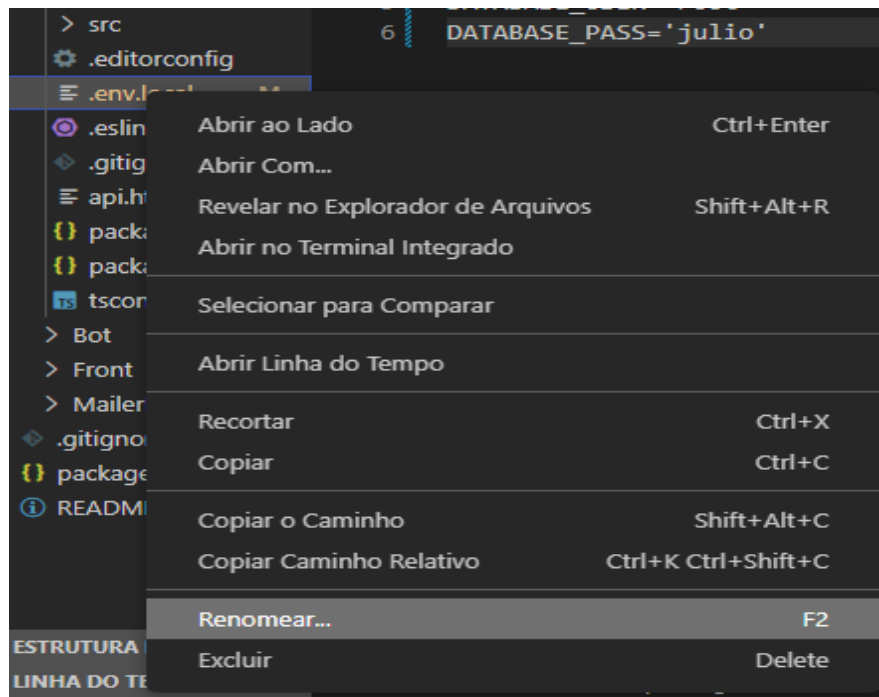 src
6 DATABASE_PASS='julio'
.editorconfig
.env.local M
.eslin
Abrir ao Lado Ctrl+Enter
.gitig
Abrir Com...
api.ht
Revelar no Explorador de Arquivos Shift+Alt+R
packa
Abrir no Terminal Integrado
packa
tscon
Selecionar para Comparar
Bot
Front
Abrir Linha do Tempo
Mailer
Recortar Ctrl+X
.gitignor
Copiar Ctrl+C
package
READM
Copiar o Caminho Shift+Alt+C
Copiar Caminho Relativo Ctrl+K Ctrl+Shift+C
Renomear... F2
ESTRUTURA
Excluir Delete
LINHA DO TE